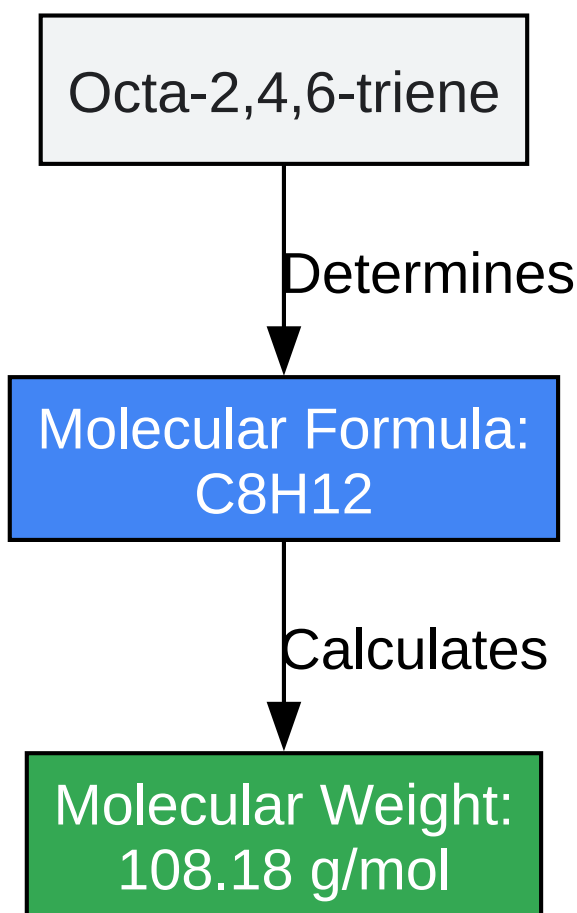 Octa-2,4,6-triene
Determines
Molecular Formula:
C8H12
Calculates
Molecular Weight:
108.18 g/mol